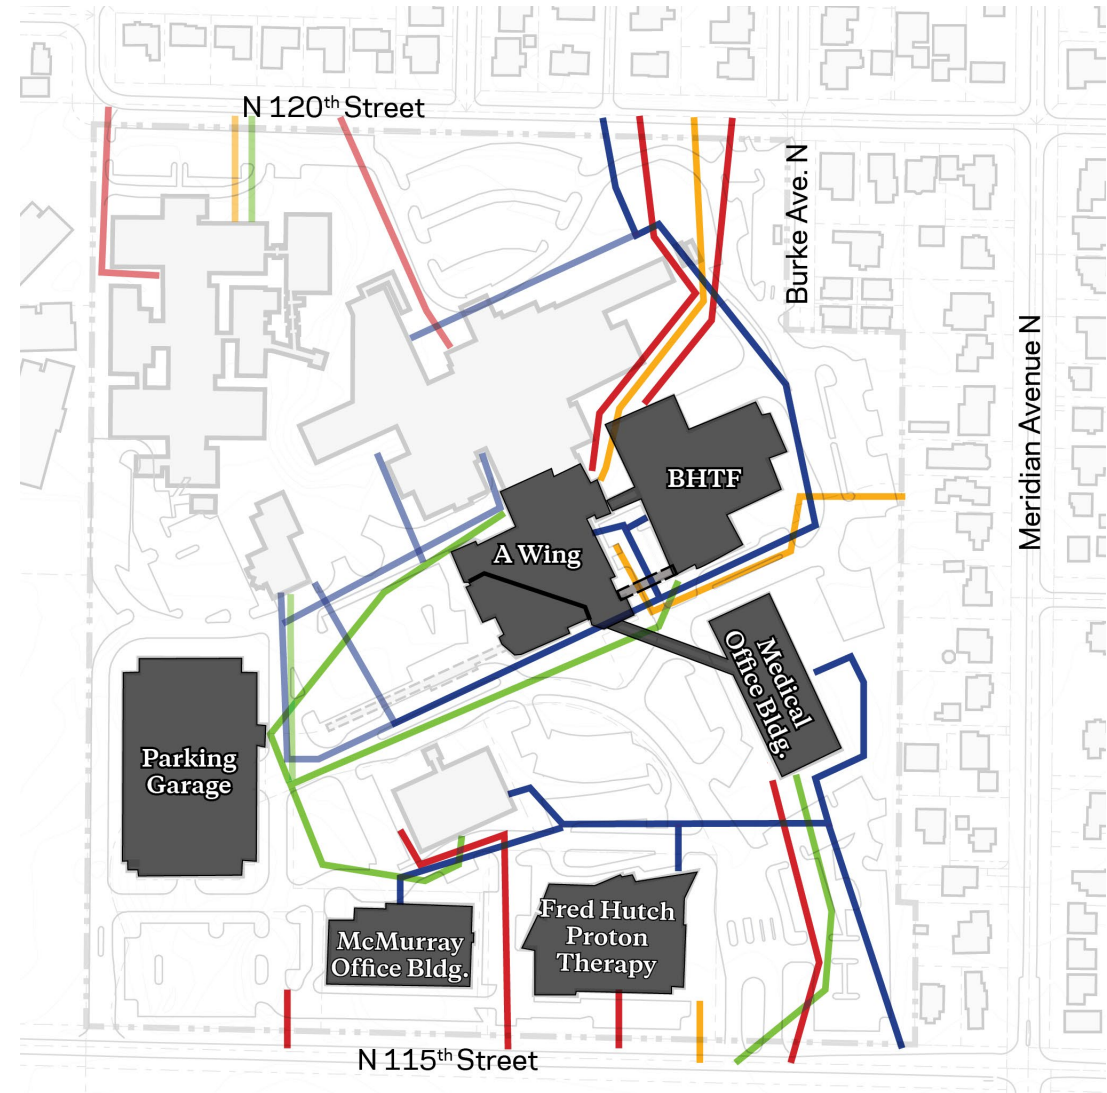 N 120th Street
Burke Ave. N
Meridian Avenue N
BHTF
A Wing
Medical
Office Bldg.
Parking
Garage
Fred Hutch
Proton
Therapy
McMurray
Office Bldg.
N 115th Street